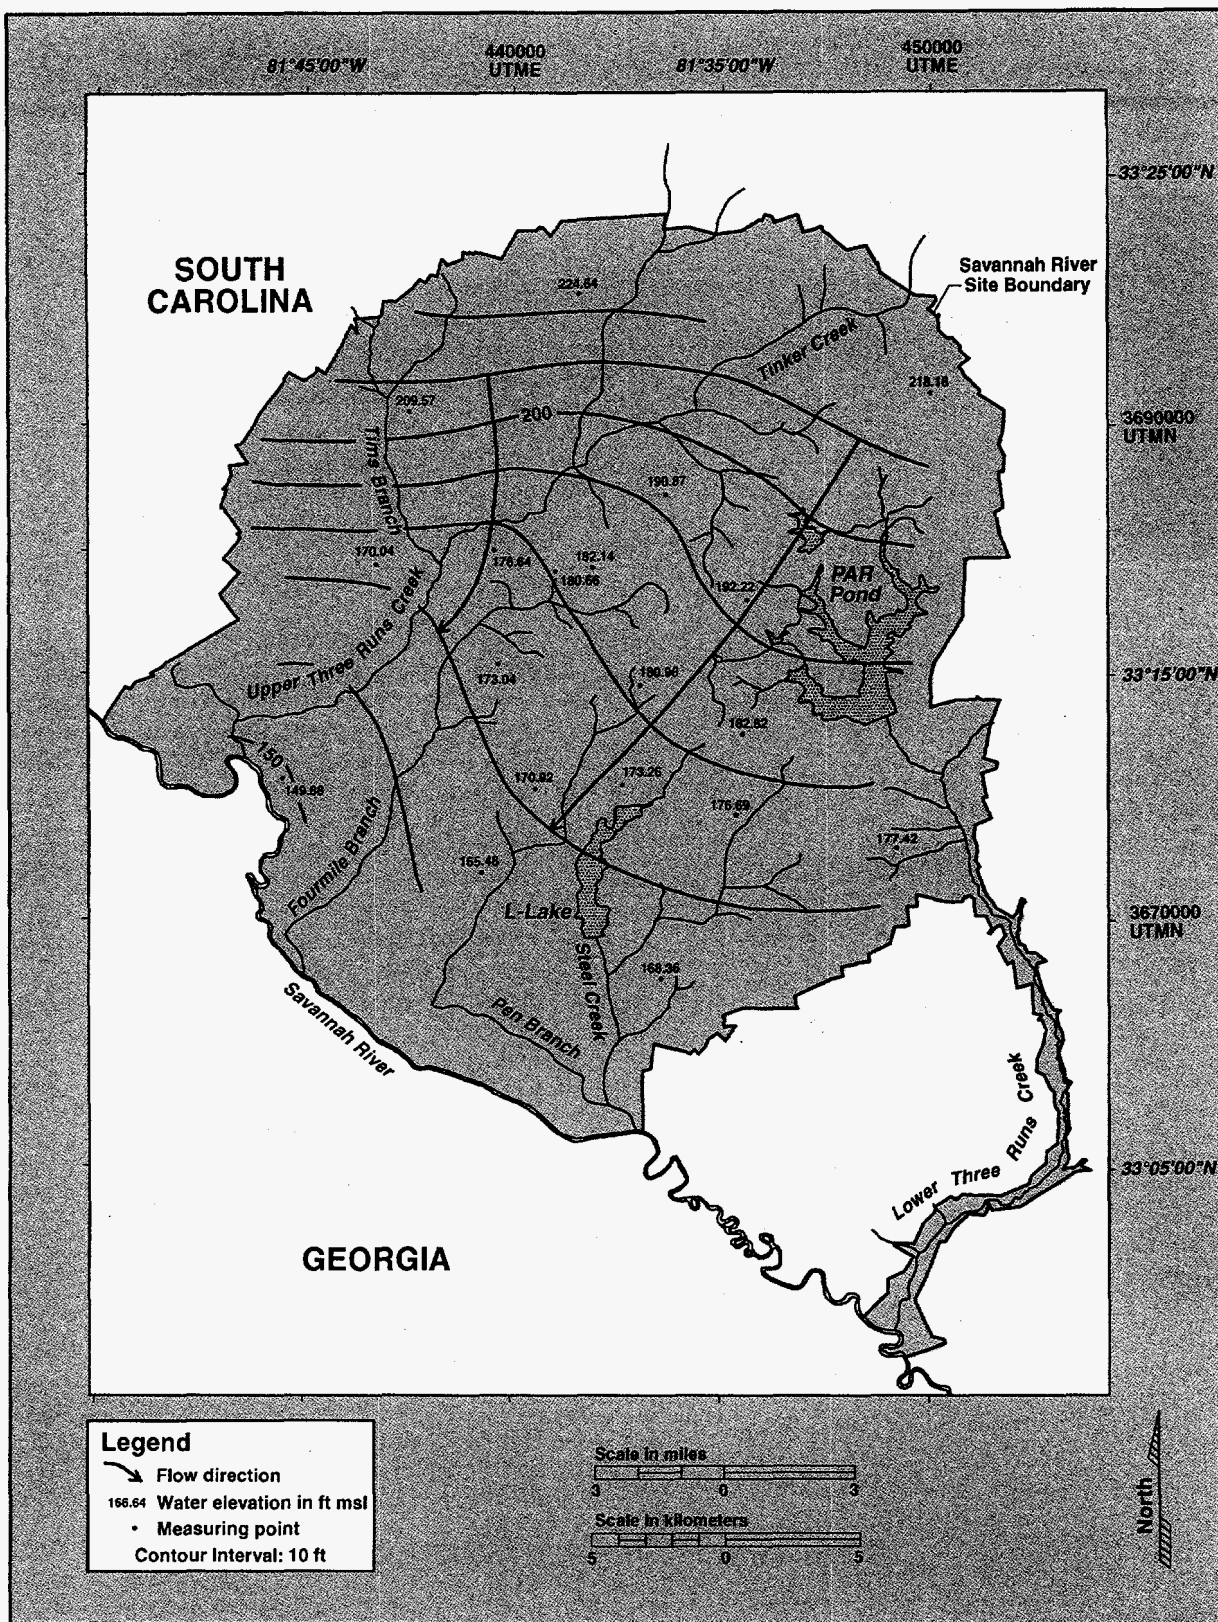 440000
UTME
450000
UTME
81°45'00"W
81°35'00"W
33°25'00"N
SOUTH
CAROLINA
Savannah River
Site Boundary
224.84
Tinker Creek
218.18
209.57
200
3690000
UTMN
Tims Branch
190.87
170.04
176.64
182.14
180.66
PAR
Pond
192.22
Upper Three Runs Creek
173.04
180.96
33°15'00"N
182.62
150
149.88
170.92
173.26
176.69
177.42
Fourmile Branch
165.48
L-Lake
3670000
UTMN
Steel Creek
168.36
Pen Branch
Savannah River
Lower Three Runs Creek
33°05'00"N
GEORGIA
Legend
Flow direction
166.64 Water elevation in ft msl
Measuring point
Contour Interval: 10 ft
Scale in miles
3 0 3
Scale in kilometers
5 0 5
North